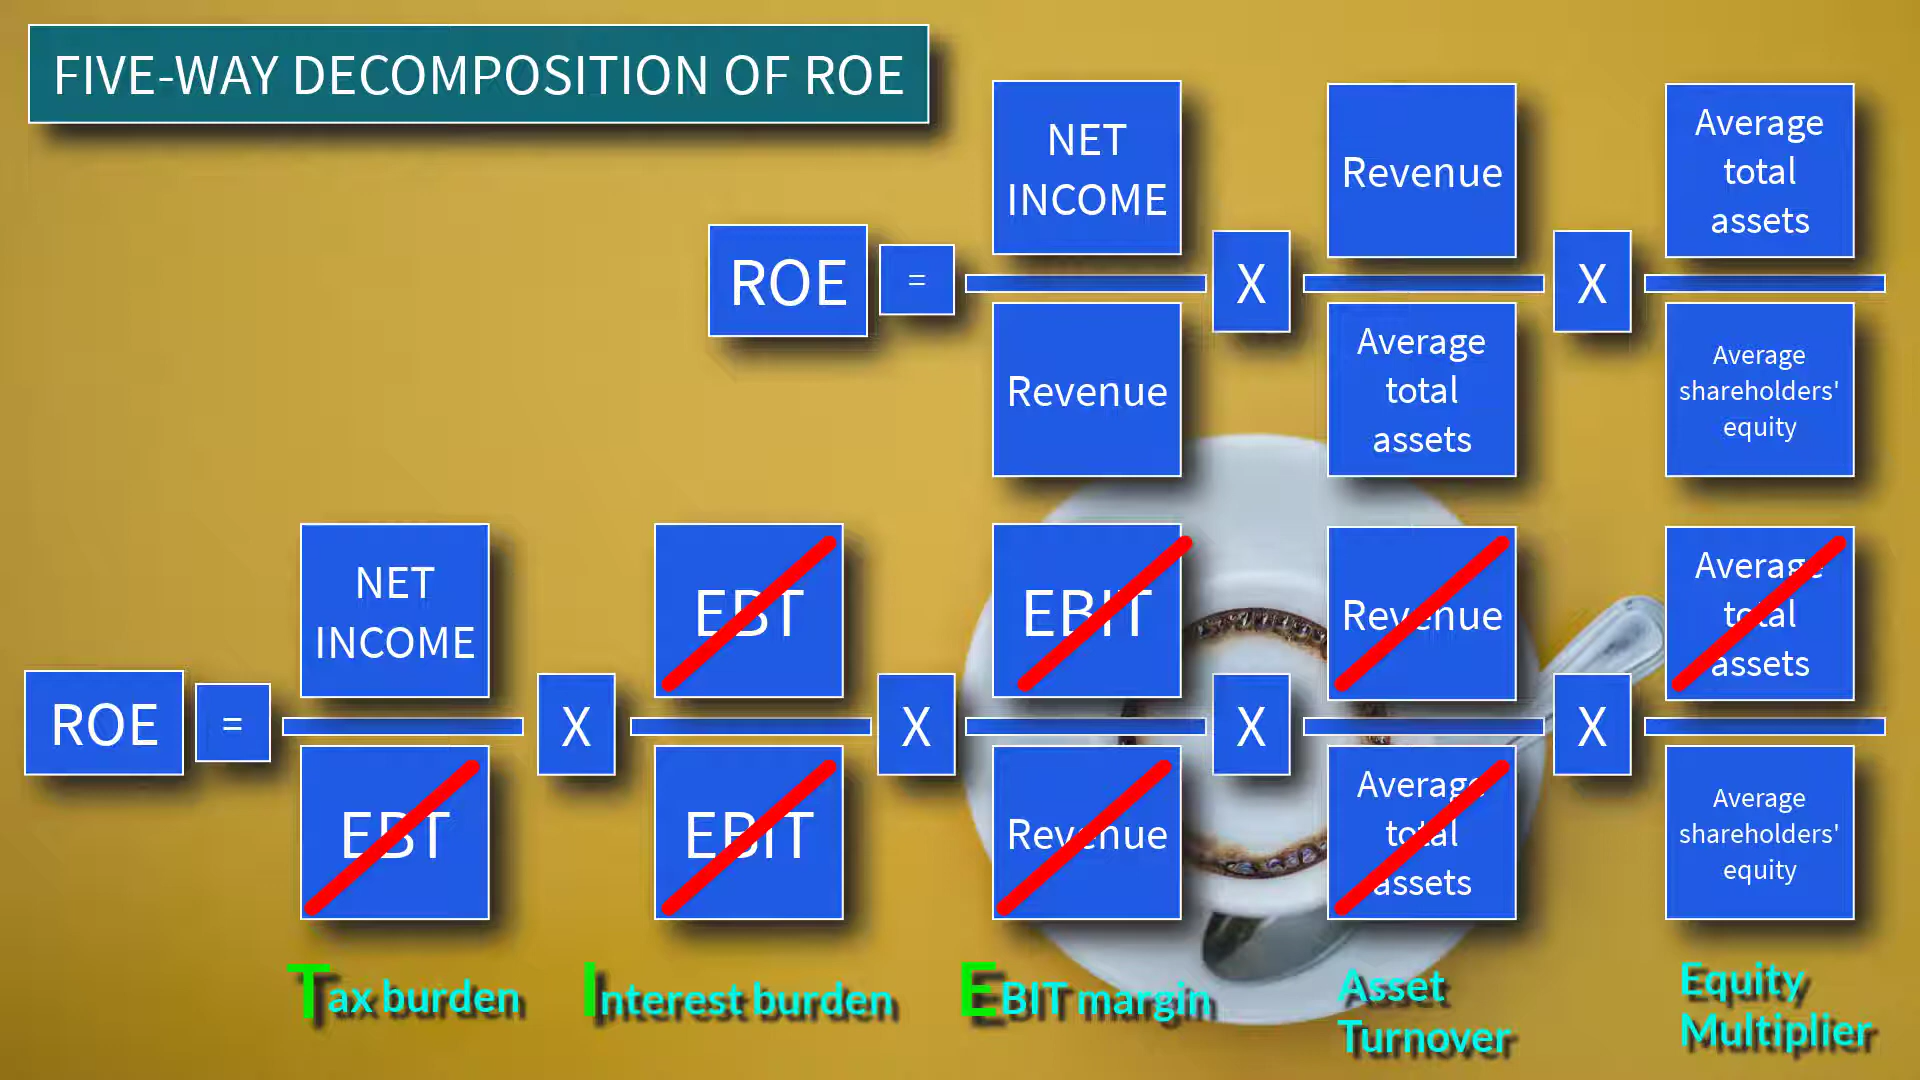 FIVE-WAY DECOMPOSITION OF ROE
ROE
=
NET
INCOME
Revenue
X
Revenue
Average
total
assets
X
Average
total
assets
Average
shareholders'
equity
ROE
=
NET
INCOME
EBT
X
EBT
EBIT
X
EBIT
Revenue
X
Revenue
Average
total
assets
X
Average
total
assets
Average
shareholders'
equity
Tax burden
Interest burden
EBIT margin
Asset
Turnover
Equity
Multiplier